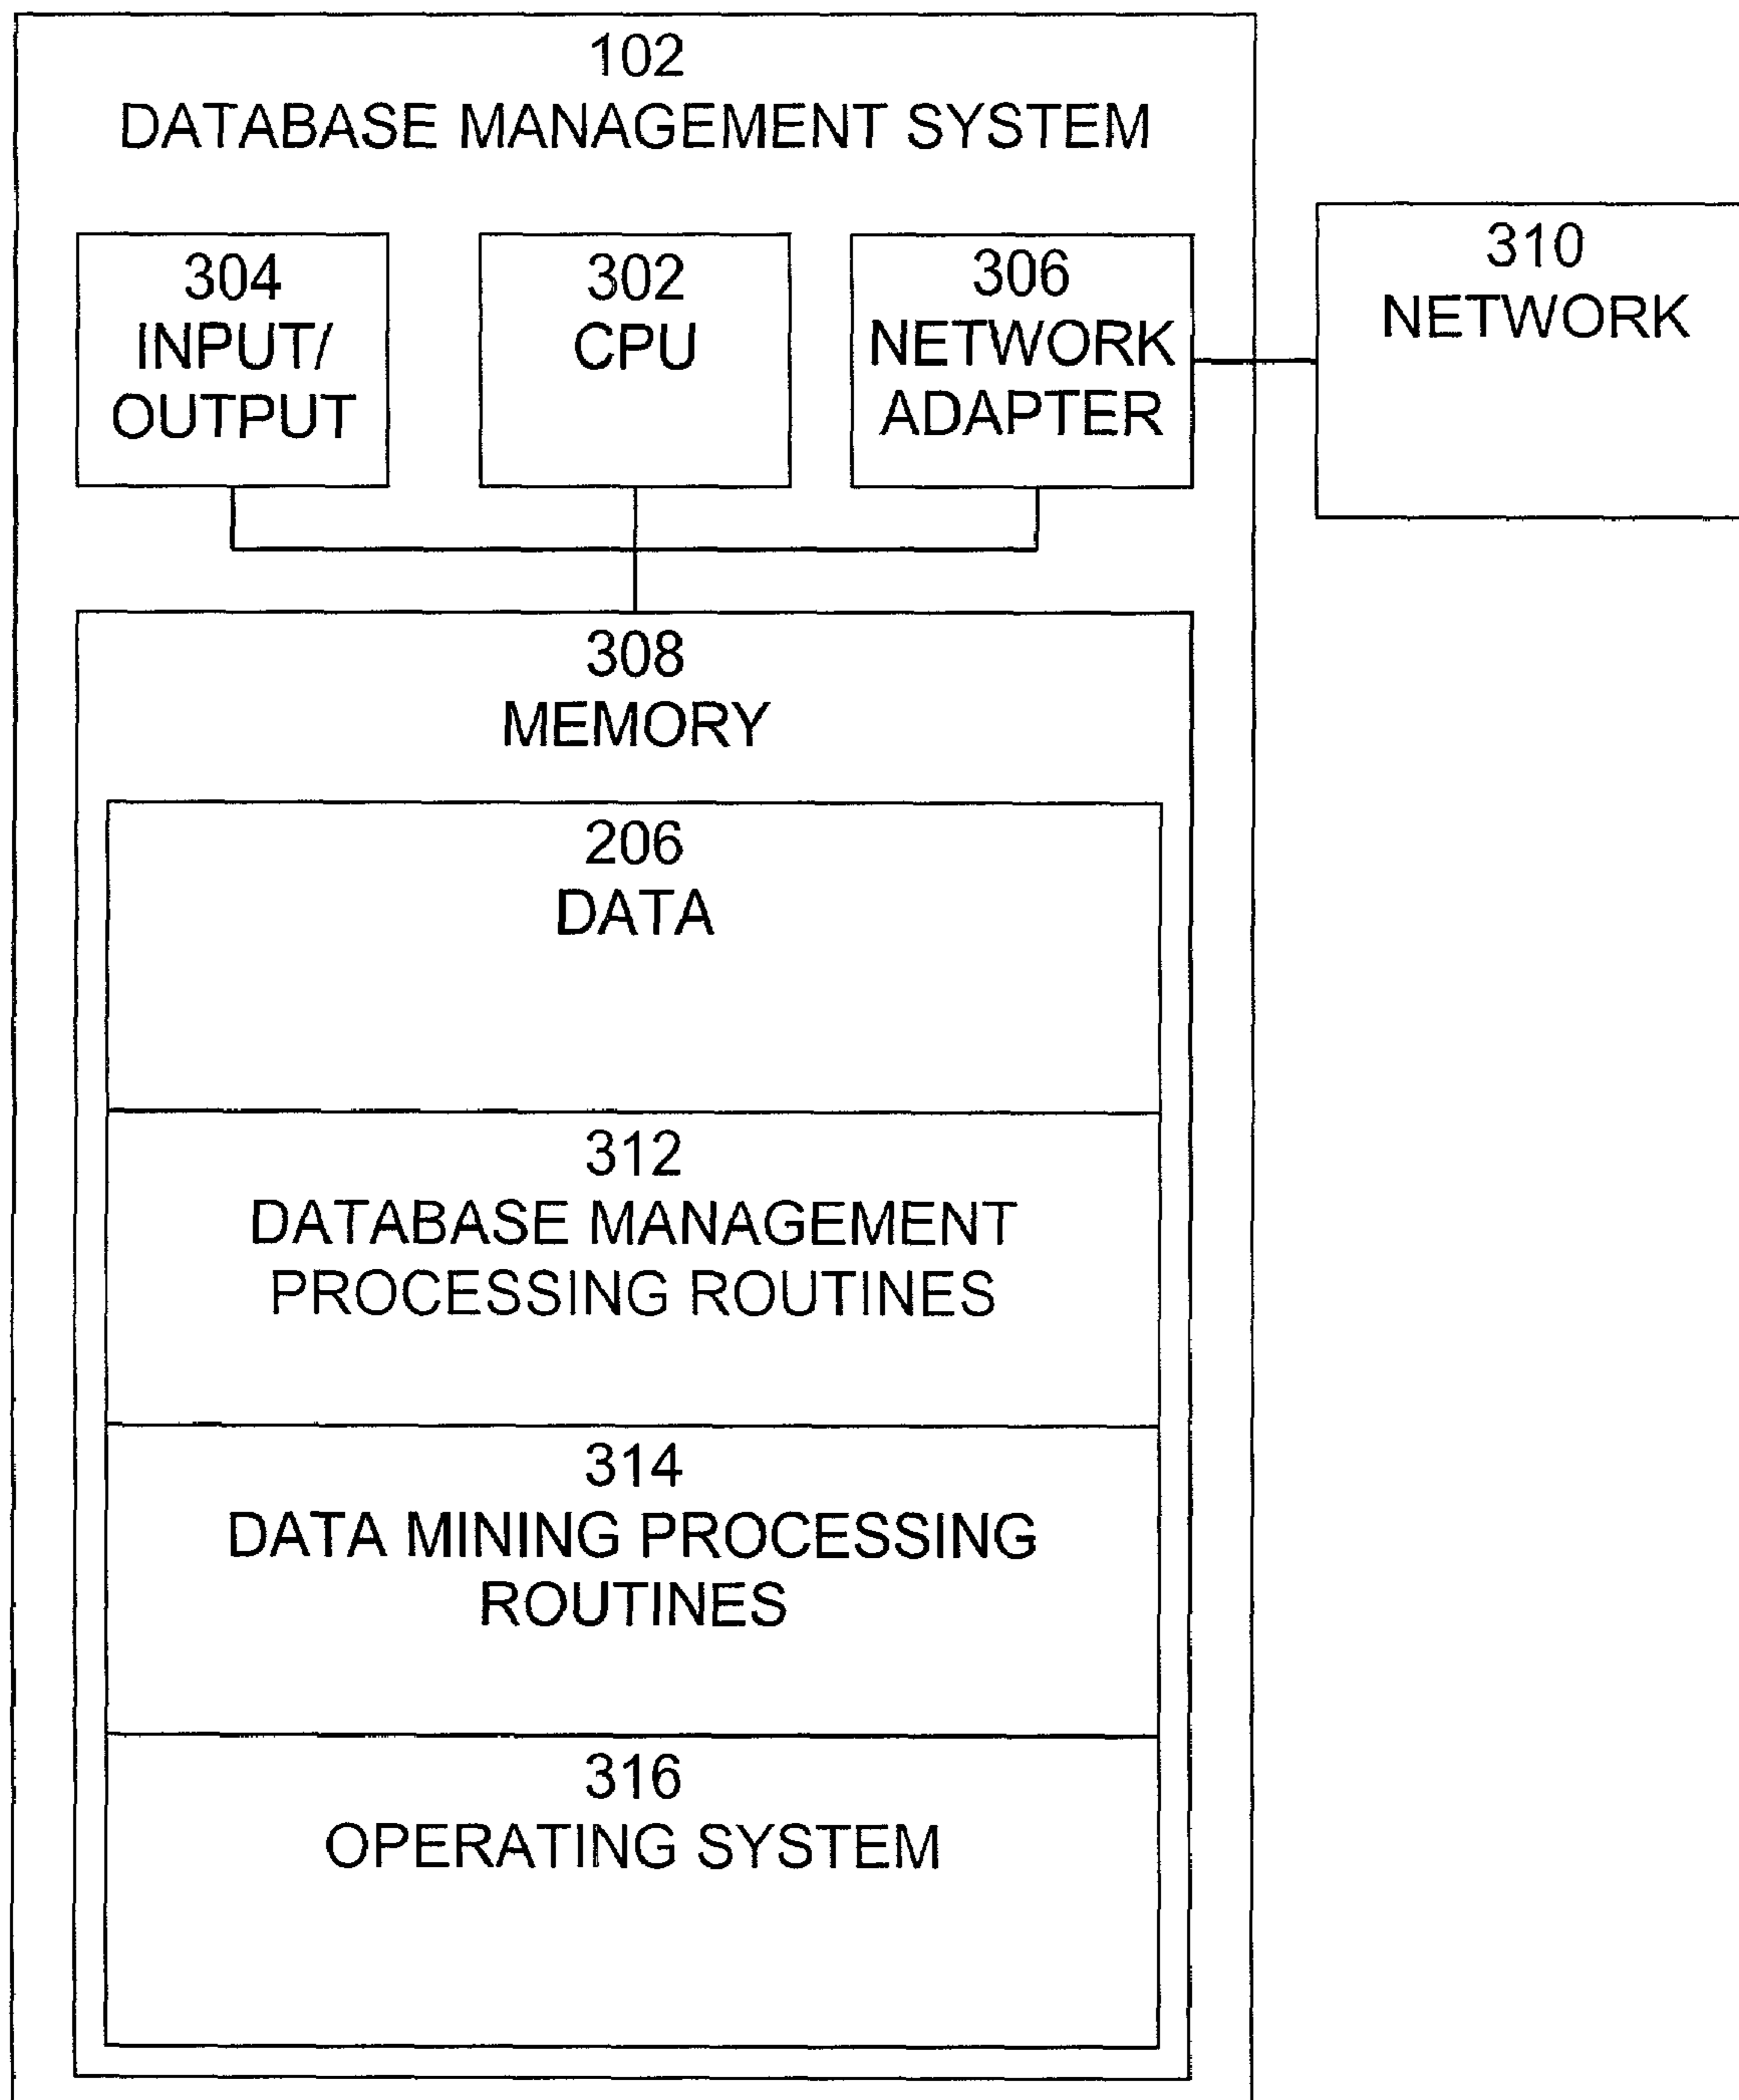 102
DATABASE MANAGEMENT SYSTEM
304
INPUT/
OUTPUT
302
CPU
306
NETWORK
ADAPTER
310
NETWORK
308
MEMORY
206
DATA
312
DATABASE MANAGEMENT
PROCESSING ROUTINES
314
DATA MINING PROCESSING
ROUTINES
316
OPERATING SYSTEM